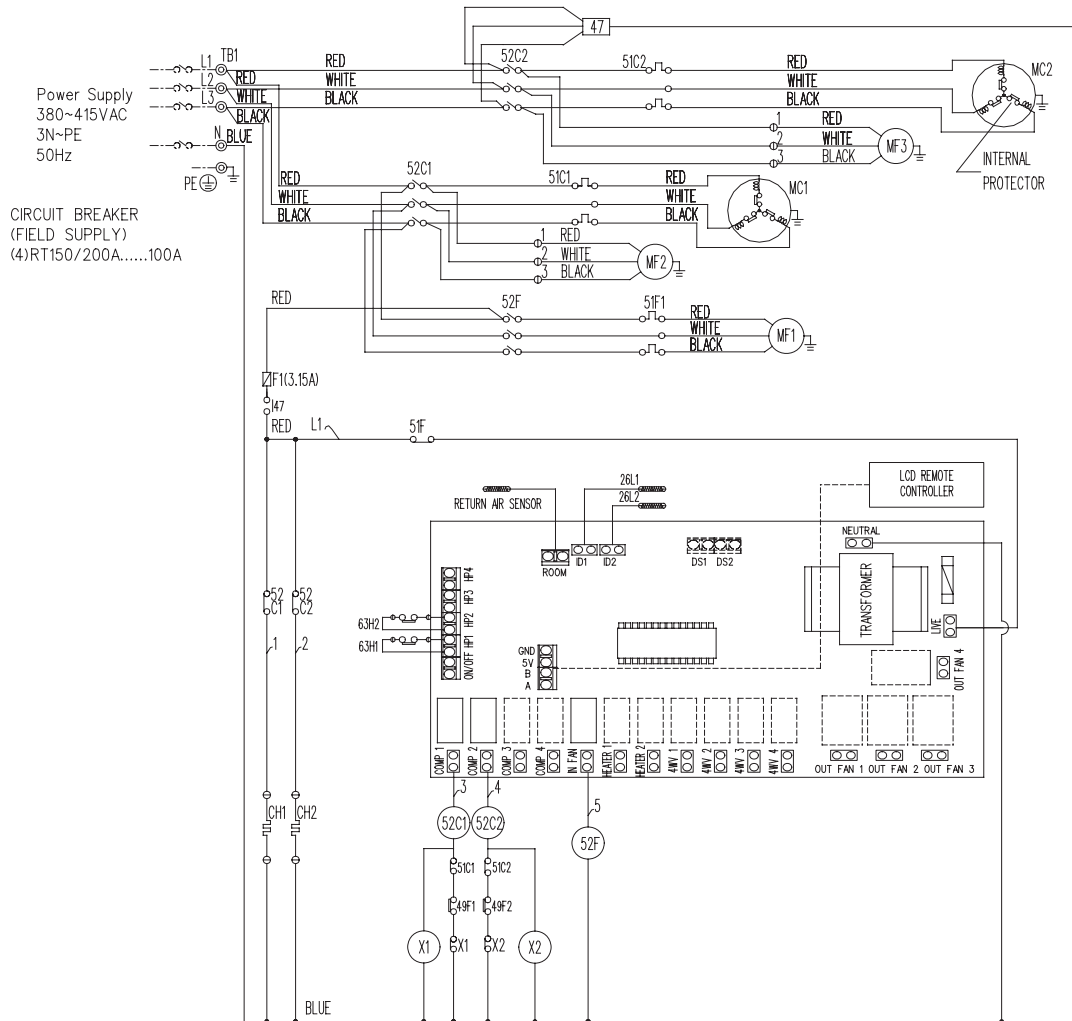 47
52C2
51C2
MC2
L1
TB1
RED
WHITE
BLACK
RED
WHITE
BLACK
L2
RED
L3
WHITE
BLACK
N
BLUE
PE
Power Supply
380~415VAC
3N~PE
50Hz
1
RED
2
WHITE
3
BLACK
MF3
INTERNAL
PROTECTOR
CIRCUIT BREAKER
(FIELD SUPPLY)
(4)RT150/200A......100A
52C1
51C1
MC1
RED
WHITE
BLACK
RED
WHITE
BLACK
1
RED
2
WHITE
3
BLACK
MF2
RED
52F
51F1
RED
WHITE
BLACK
MF1
F1(3.15A)
I47
RED
L1
51F
26L1
26L2
RETURN AIR SENSOR
LCD REMOTE
CONTROLLER
ROOM
ID1
ID2
DS1
DS2
NEUTRAL
TRANSFORMER
LIVE
OUT FAN 4
HP4
HP3
HP2
HP1
ON/OFF
63H2
63H1
GND
5V
B
A
52
C1
52
C2
1
2
COMP 1
COMP 2
COMP 3
COMP 4
IN FAN
HEATER 1
HEATER 2
4WV 1
4WV 2
4WV 3
4WV 4
OUT FAN 1
OUT FAN 2
OUT FAN 3
3
4
5
CH1
CH2
52C1
52C2
52F
51C1
51C2
49F1
49F2
X1
X1
X2
X2
BLUE